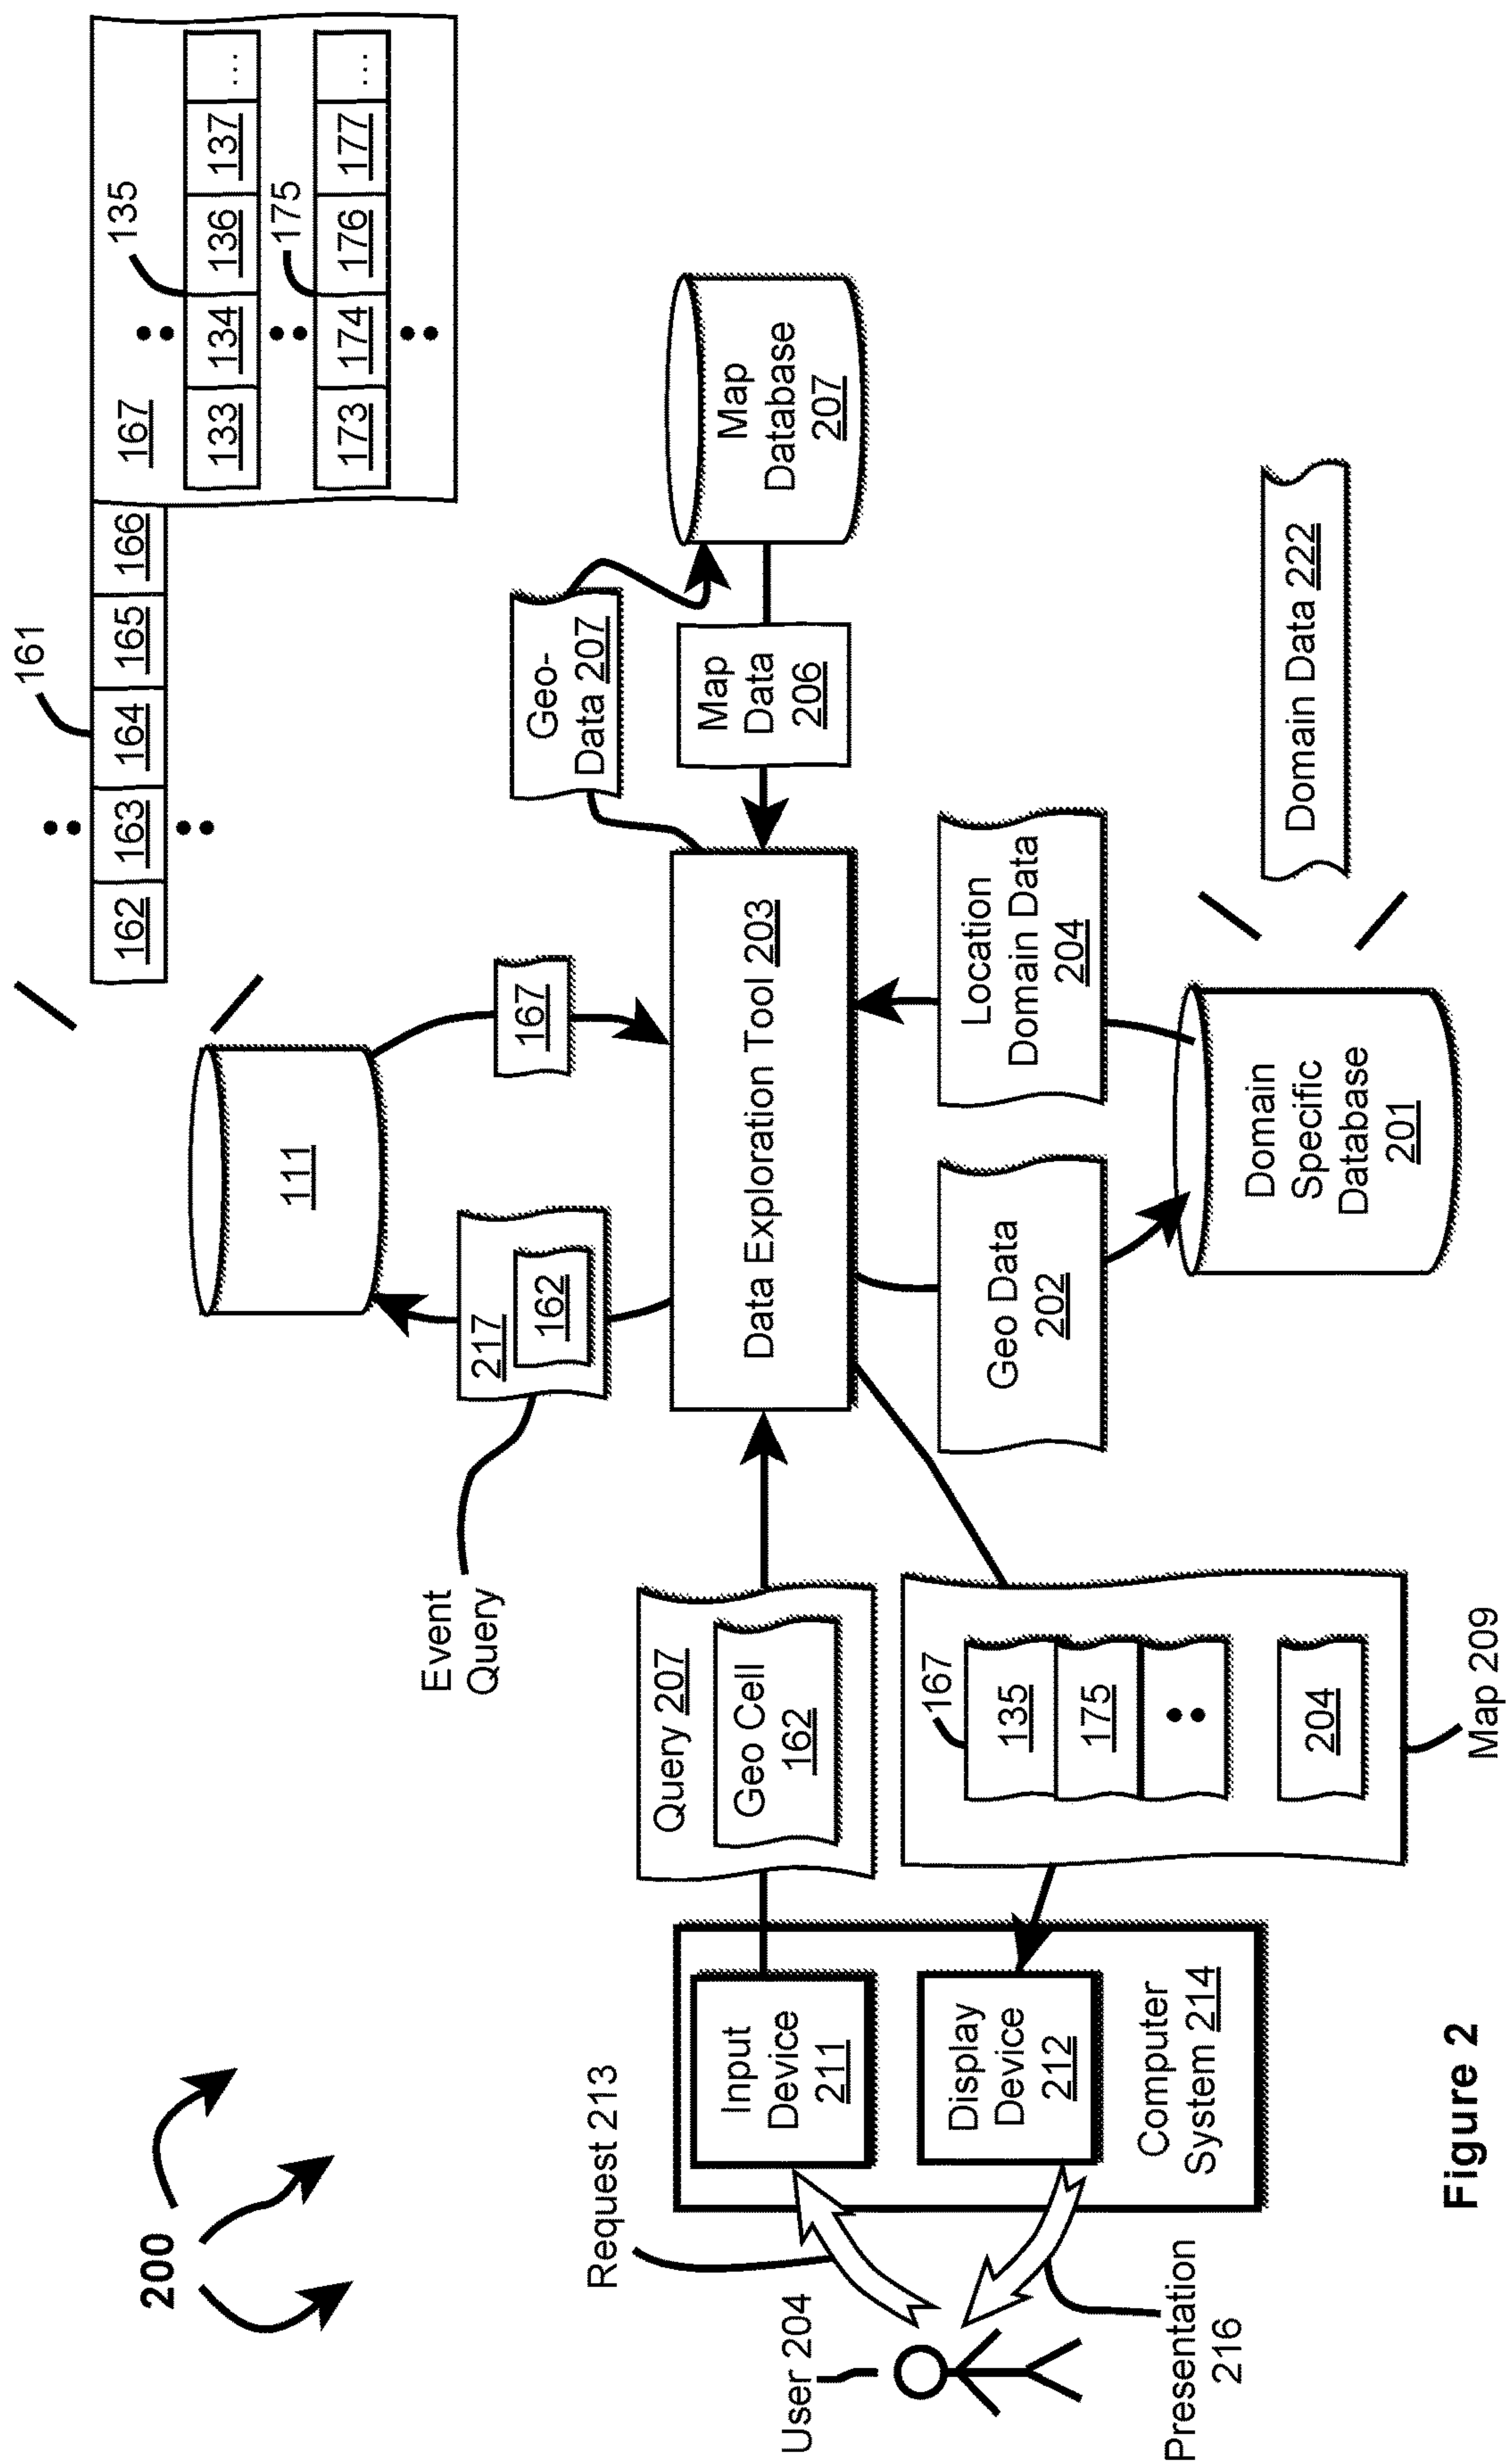 200
161
162 163 164 165 166
167
135
133 134 136 137 ...
175
173 174 176 177 ...
111
217
162
167
Event
Query
Geo-
Data 207
Map
Data
206
Map
Database
207
Data Exploration Tool 203
Query 207
Geo Cell
162
Request 213
User 204
Input
Device
211
Display
Device
212
Computer
System 214
Presentation
216
167
135
175
204
Map 209
Geo Data
202
Location
Domain Data
204
Domain
Specific
Database
201
Domain Data 222
Figure 2